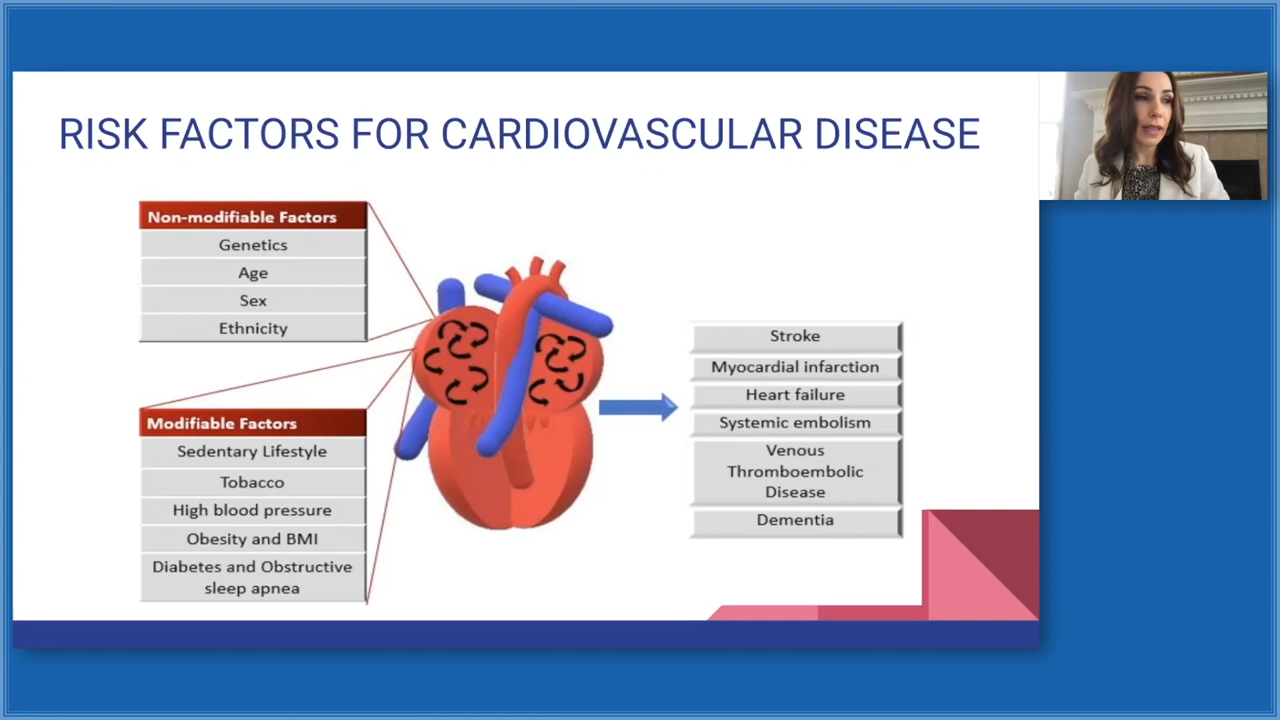 RISK FACTORS FOR CARDIOVASCULAR DISEASE
Non-modifiable Factors
Genetics
Age
Sex
Ethnicity
Modifiable Factors
Sedentary Lifestyle
Tobacco
High blood pressure
Obesity and BMI
Diabetes and Obstructive
sleep apnea
Stroke
Myocardial infarction
Heart failure
Systemic embolism
Venous
Thromboembolic
Disease
Dementia